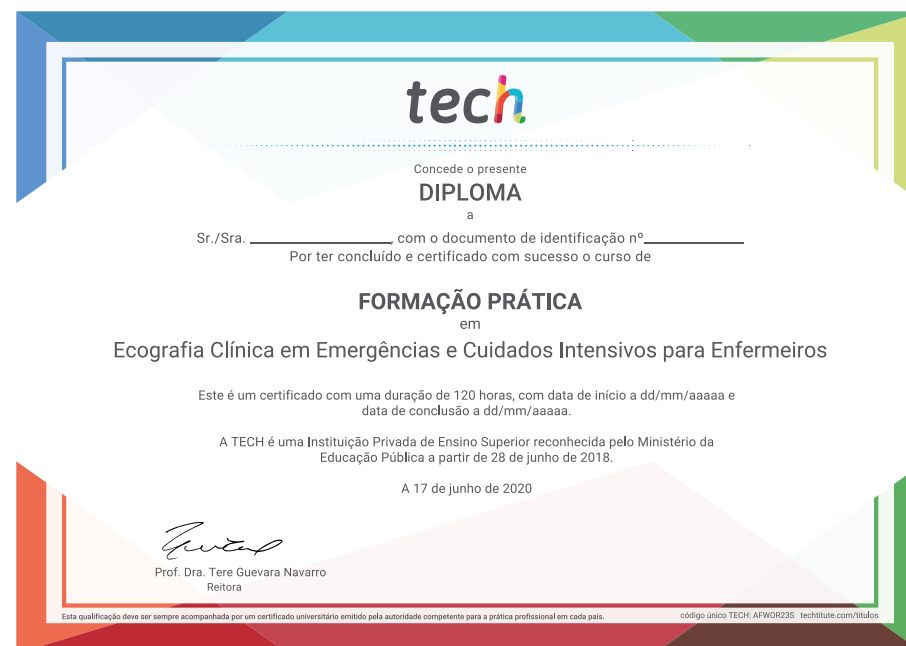 tech
Concede o presente
DIPLOMA
a
Sr./Sra. ____________________, com o documento de identificação nº______________
Por ter concluído e certificado com sucesso o curso de
FORMAÇÃO PRÁTICA
em
Ecografia Clínica em Emergências e Cuidados Intensivos para Enfermeiros
Este é um certificado com uma duração de 120 horas, com data de início a dd/mm/aaaaa e
data de conclusão a dd/mm/aaaaa.
A TECH é uma Instituição Privada de Ensino Superior reconhecida pelo Ministério da
Educação Pública a partir de 28 de junho de 2018.
A 17 de junho de 2020
Prof. Dra. Tere Guevara Navarro
Reitora
Esta qualificação deve ser sempre acompanhada por um certificado universitário emitido pela autoridade competente para a prática profissional em cada país.
código único TECH: AFWOR23S techtitute.com/titulos